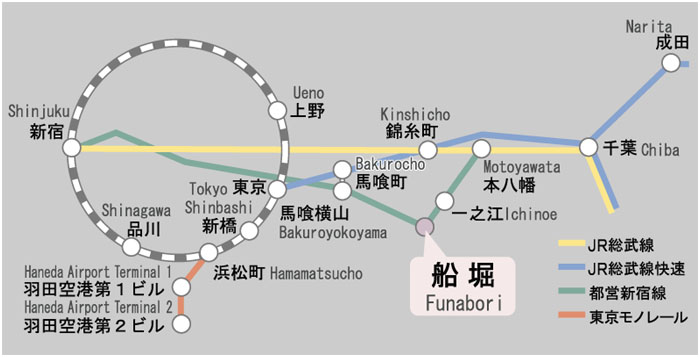 Narita
成田
Ueno
上野
Shinjuku
新宿
Kinshicho
錦糸町
千葉 Chiba
Bakurocho
馬喰町
Motoyawata
本八幡
Tokyo 東京
馬喰横山
Bakuroyokoyama
一之江 Ichinoe
Shinagawa
品川
Shinbashi
新橋
浜松町 Hamamatsucho
Haneda Airport Terminal 1
羽田空港第1ビル
Haneda Airport Terminal 2
羽田空港第2ビル
船堀
Funabori
JR総武線
JR総武線快速
都営新宿線
東京モノレール